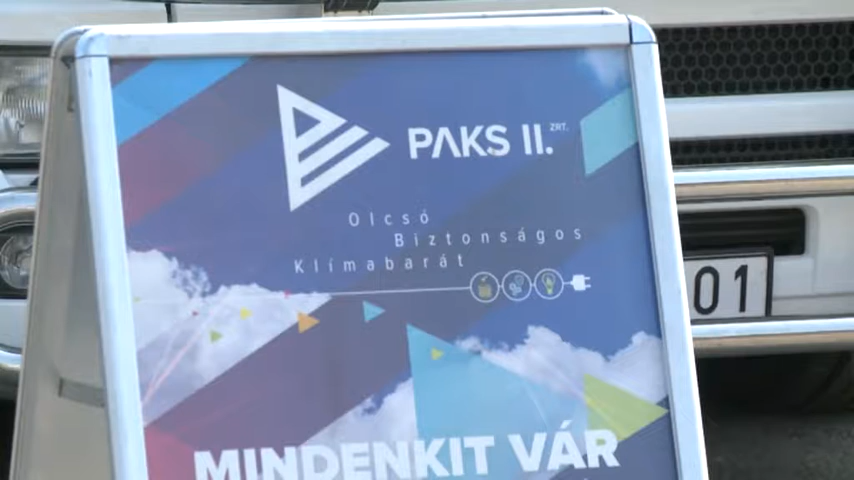 PAKS II. ZRT.
Olcsó
Biztonságos
Klímabarát
01
MINDENKIT VÁR